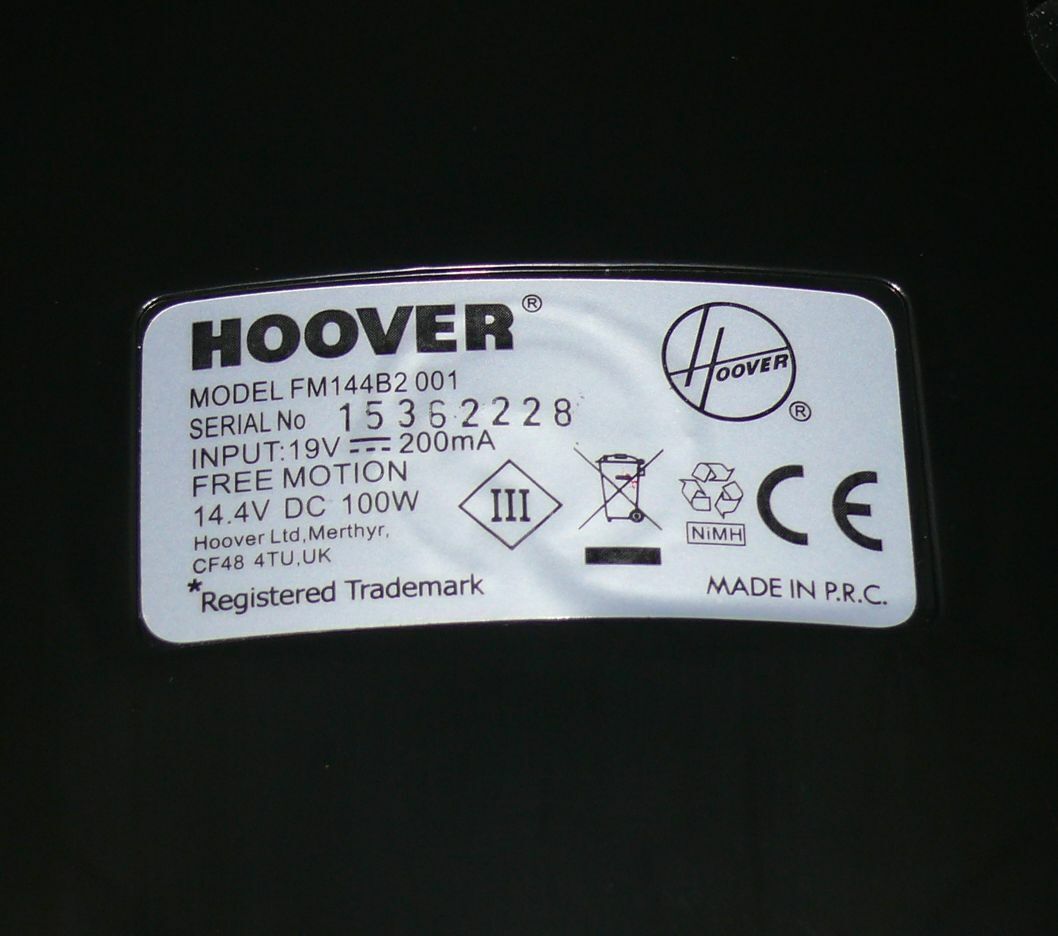 HOOVER®
HOOVER®
MODEL FM144B2 001
SERIAL No 15362228
INPUT:19V ⎓ 200mA
FREE MOTION
14.4V DC 100W
Hoover Ltd,Merthyr,
CF48 4TU,UK
*Registered Trademark
III
NiMH
CE
MADE IN P.R.C.